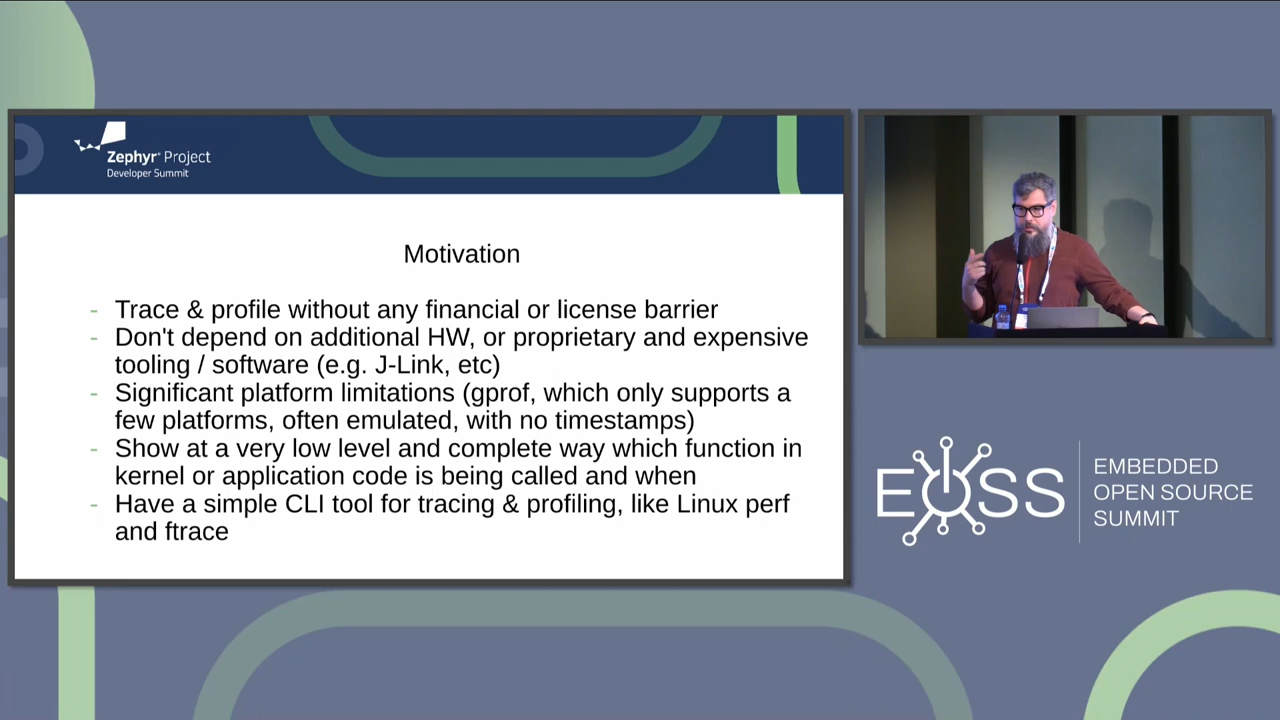 Zephyr® Project
Developer Summit
Motivation
- Trace & profile without any financial or license barrier
- Don't depend on additional HW, or proprietary and expensive
tooling / software (e.g. J-Link, etc)
- Significant platform limitations (gprof, which only supports a
few platforms, often emulated, with no timestamps)
- Show at a very low level and complete way which function in
kernel or application code is being called and when
- Have a simple CLI tool for tracing & profiling, like Linux perf
and ftrace
EOSS
EMBEDDED
OPEN SOURCE
SUMMIT